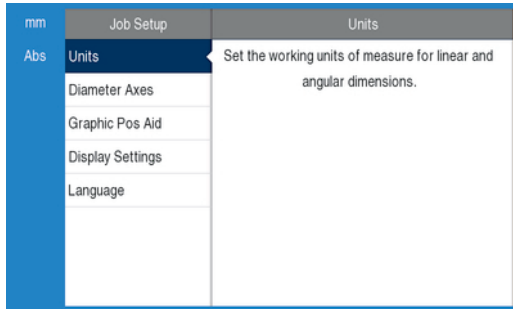 mm
Job Setup
Units
Abs
Units
Set the working units of measure for linear and
angular dimensions.
Diameter Axes
Graphic Pos Aid
Display Settings
Language